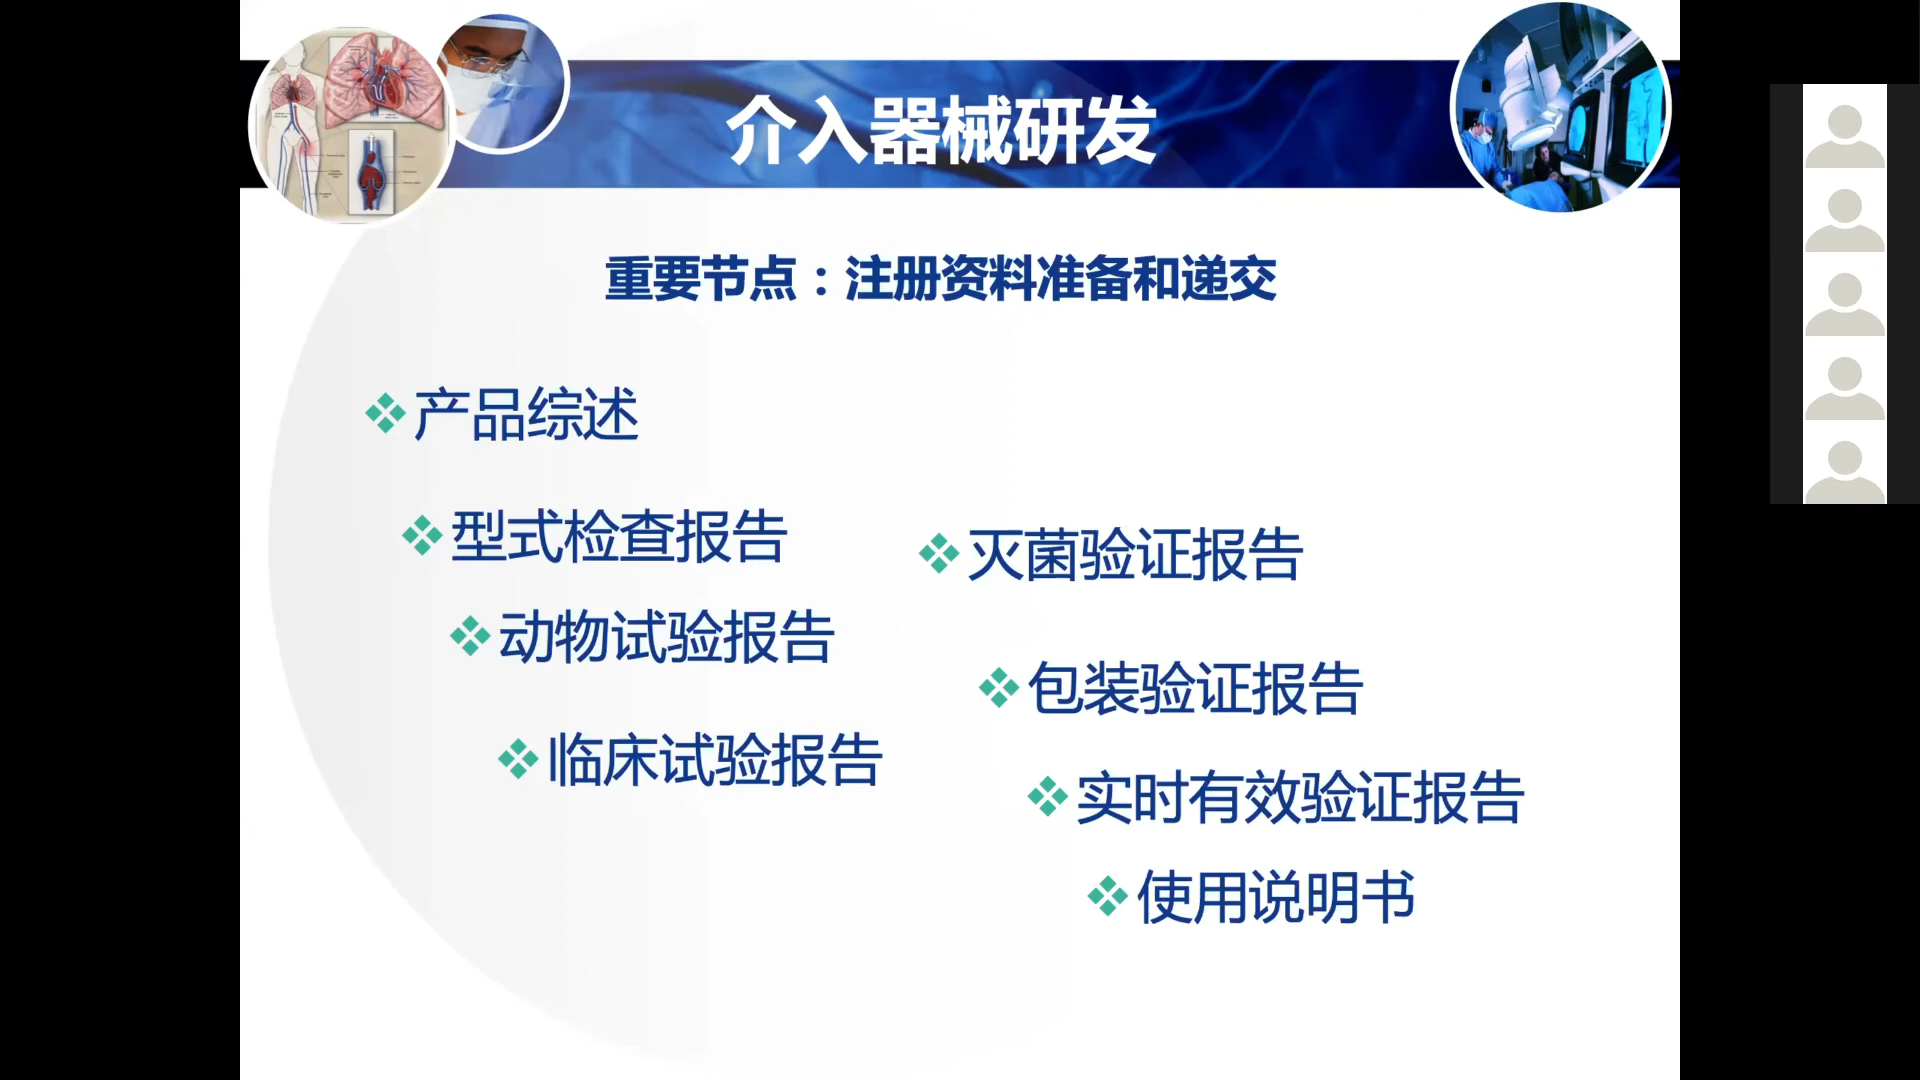 介入器械研发
重要节点：注册资料准备和递交
产品综述
型式检查报告
动物试验报告
临床试验报告
灭菌验证报告
包装验证报告
实时有效验证报告
使用说明书